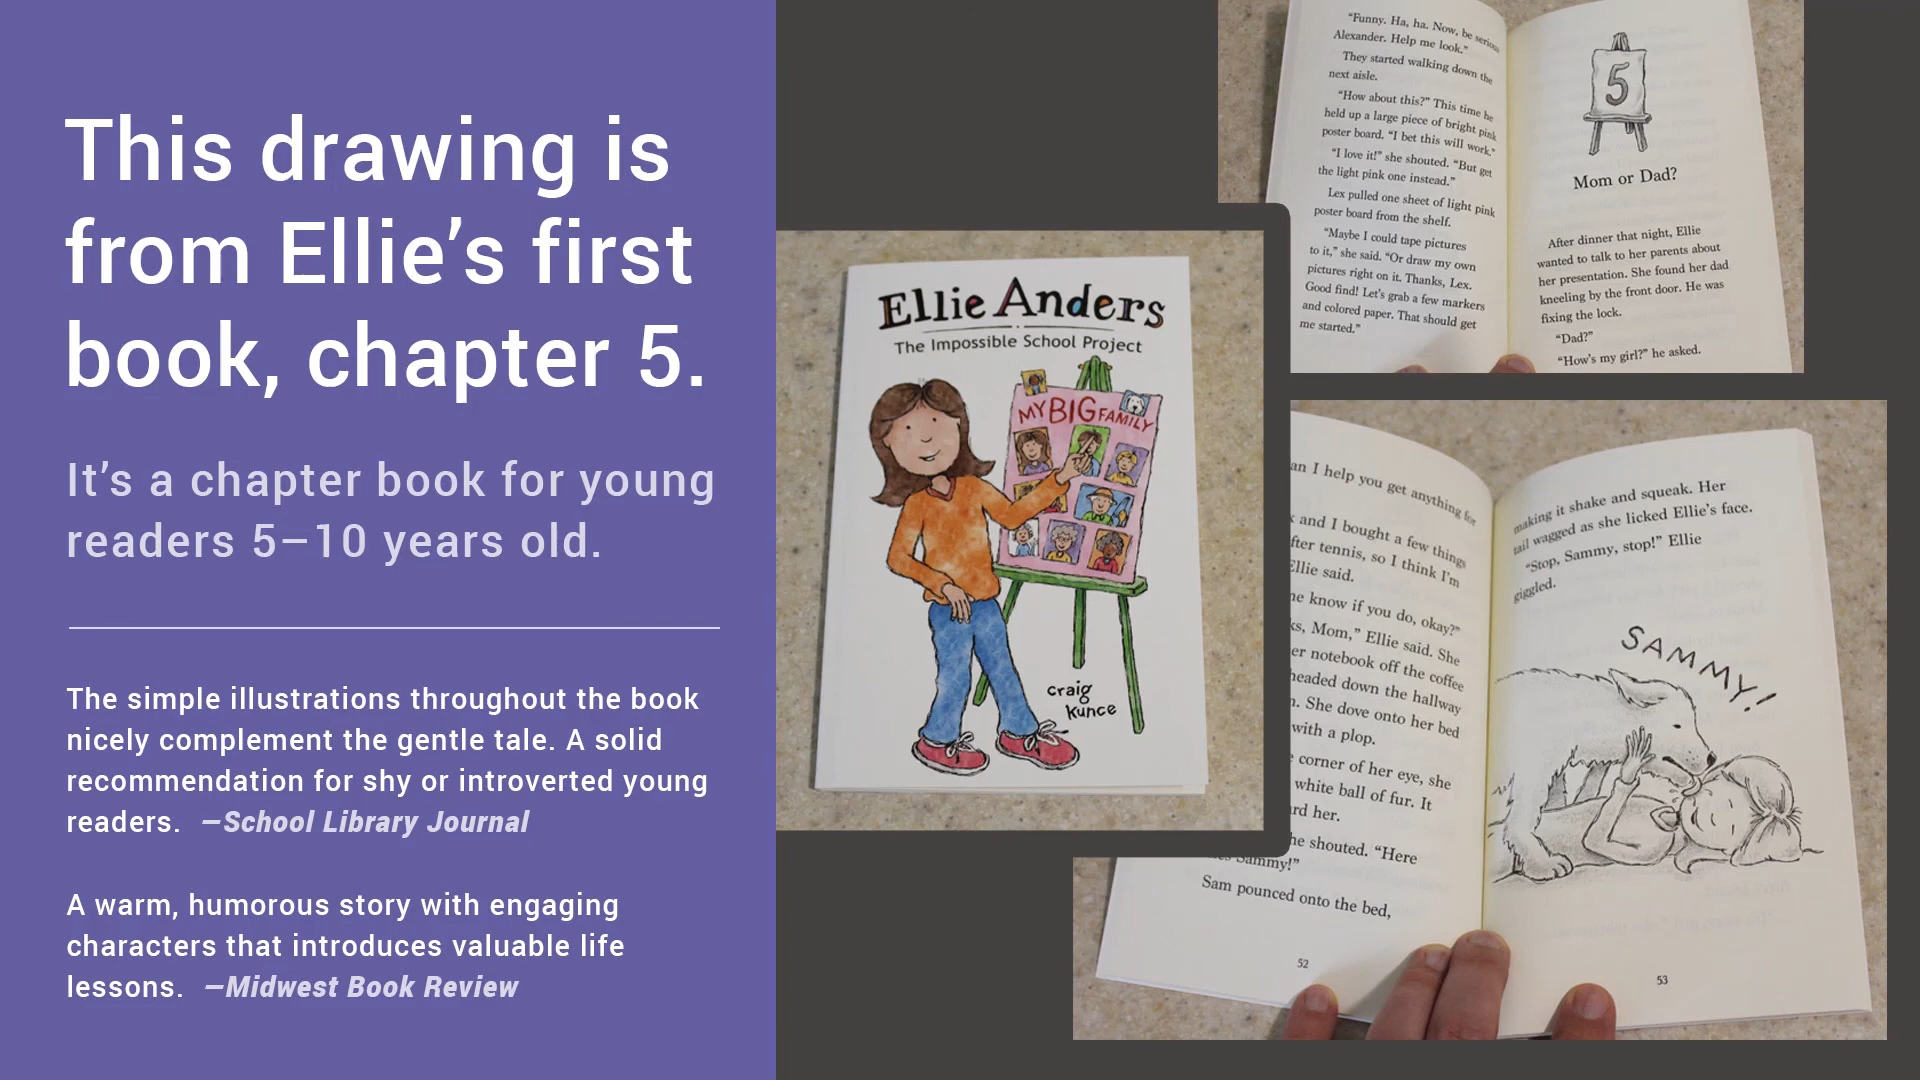 This drawing is
from Ellie’s first
book, chapter 5.
It’s a chapter book for young
readers 5–10 years old.
The simple illustrations throughout the book
nicely complement the gentle tale. A solid
recommendation for shy or introverted young
readers. —School Library Journal
A warm, humorous story with engaging
characters that introduces valuable life
lessons. —Midwest Book Review
Ellie Anders
The Impossible School Project
MY BIG FAMILY
craig
kunce
“Funny. Ha, ha. Now, be serious
Alexander. Help me look.”
They started walking down the
next aisle.
“How about this?” This time he
held up a large piece of bright pink
poster board. “I bet this will work.”
“I love it!” she shouted. “But get
the light pink one instead.”
Lex pulled one sheet of light pink
poster board from the shelf.
“Maybe I could tape pictures
to it,” she said. “Or draw my own
pictures right on it. Thanks, Lex.
Good find! Let’s grab a few markers
and colored paper. That should get
me started.”
5
Mom or Dad?
After dinner that night, Ellie
wanted to talk to her parents about
her presentation. She found her dad
kneeling by the front door. He was
fixing the lock.
“Dad?”
“How’s my girl?” he asked.
an I help you get anything for
and I bought a few things
fter tennis, so I think I’m
Ellie said.
me know if you do, okay?”
ks, Mom,” Ellie said. She
er notebook off the coffee
headed down the hallway
She dove onto her bed
with a plop.
corner of her eye, she
white ball of fur. It
rd her.
he shouted. “Here
Sammy!”
Sam pounced onto the bed,
52
making it shake and squeak. Her
tail wagged as she licked Ellie’s face.
“Stop, Sammy, stop!” Ellie
giggled.
SAMMY!
53